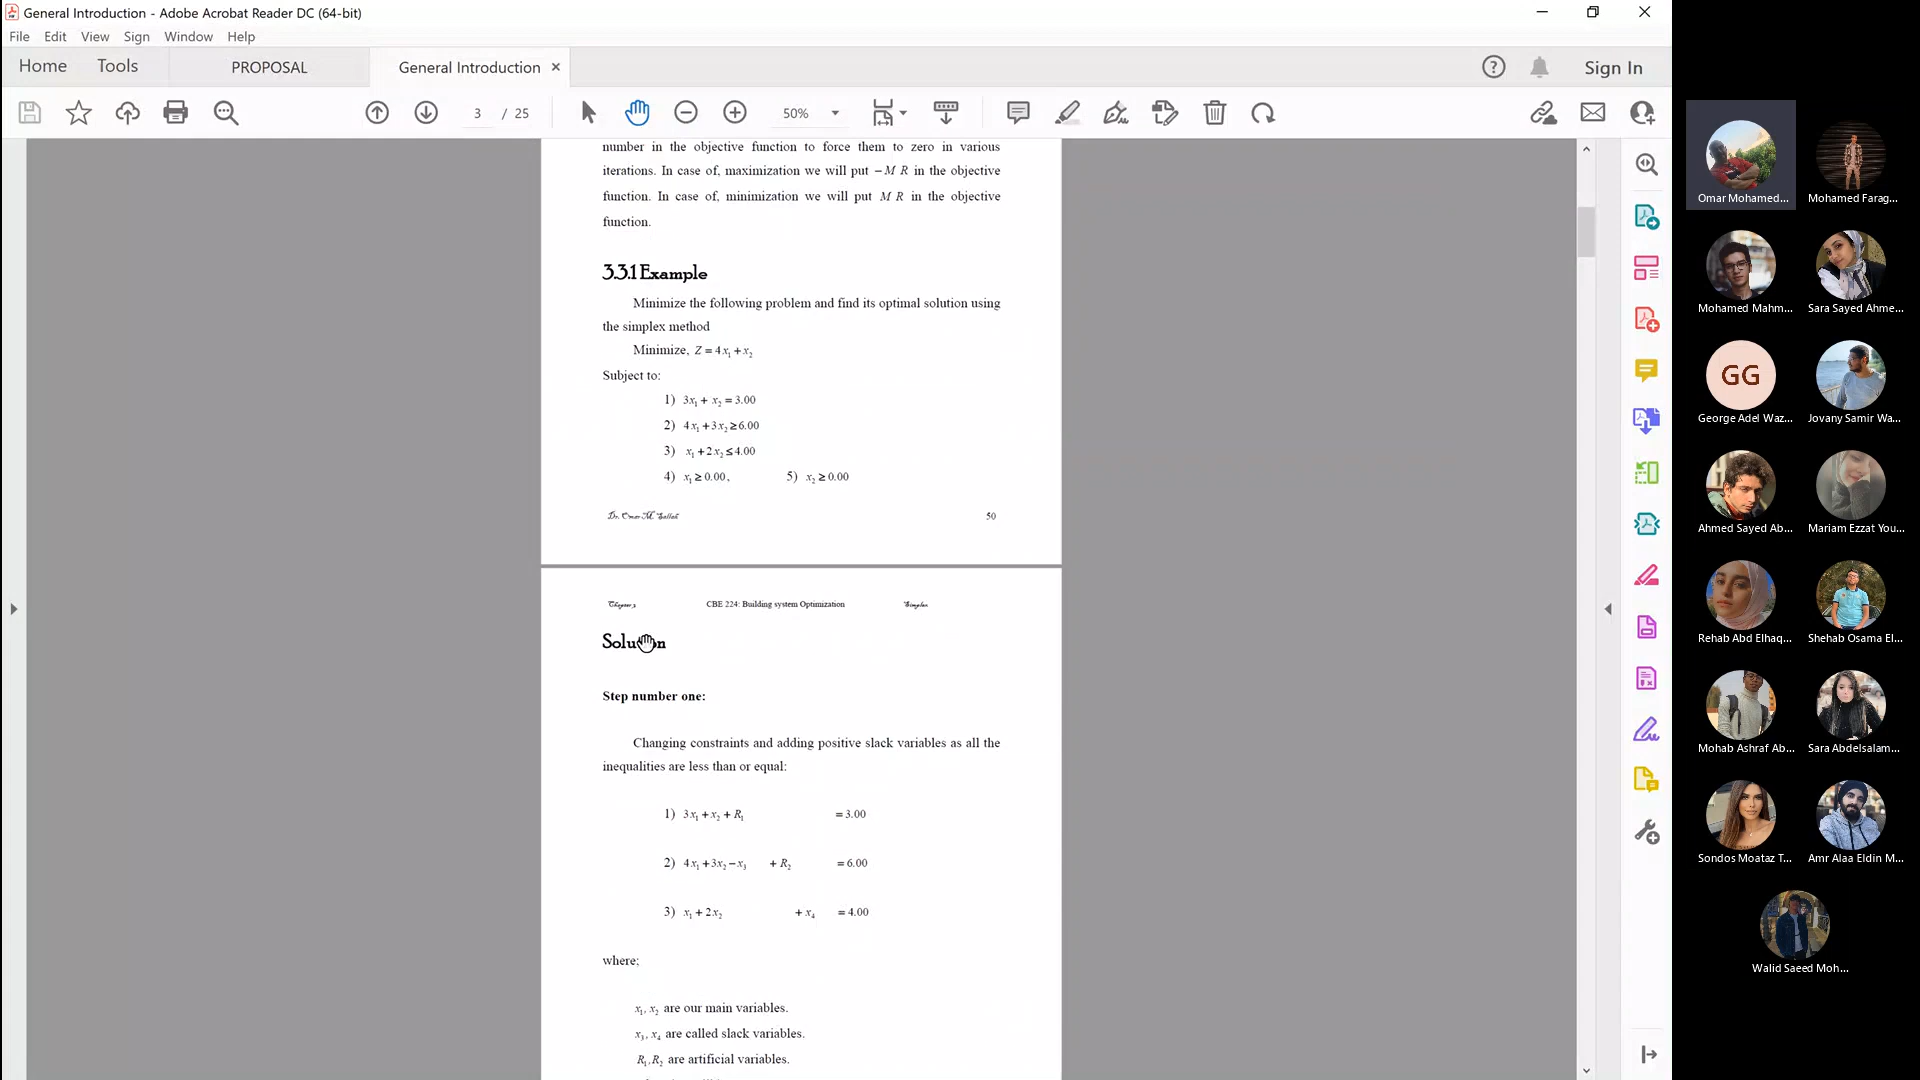 General Introduction - Adobe Acrobat Reader DC (64-bit)
File Edit View Sign Window Help
Home Tools PROPOSAL General Introduction × Sign In
3 / 25 50%
number in the objective function to force them to zero in various
iterations. In case of, maximization we will put −M R in the objective
function. In case of, minimization we will put M R in the objective
function.
3.3.1 Example
Minimize the following problem and find its optimal solution using
the simplex method
Minimize, Z = 4x₁ + x₂
Subject to:
1) 3x₁ + x₂ = 3.00
2) 4x₁ + 3x₂ ≥ 6.00
3) x₁ + 2x₂ ≤ 4.00
4) x₁ ≥ 0.00, 5) x₂ ≥ 0.00
Dr. Omar M. Sallah 50
Chapter 3 CBE 224: Building system Optimization Simplex
Solution
Step number one:
Changing constraints and adding positive slack variables as all the
inequalities are less than or equal:
1) 3x₁ + x₂ + R₁ = 3.00
2) 4x₁ + 3x₂ − x₃ + R₂ = 6.00
3) x₁ + 2x₂ + x₄ = 4.00
where;
x₁, x₂ are our main variables.
x₃, x₄ are called slack variables.
R₁, R₂ are artificial variables.
Omar Mohamed... Mohamed Farag...
Mohamed Mahm... Sara Sayed Ahme...
GG
George Adel Waz... Jovany Samir Wa...
Ahmed Sayed Ab... Mariam Ezzat You...
Rehab Abd Elhaq... Shehab Osama El...
Mohab Ashraf Ab... Sara Abdelsalam...
Sondos Moataz T... Amr Alaa Eldin M...
Walid Saeed Moh...